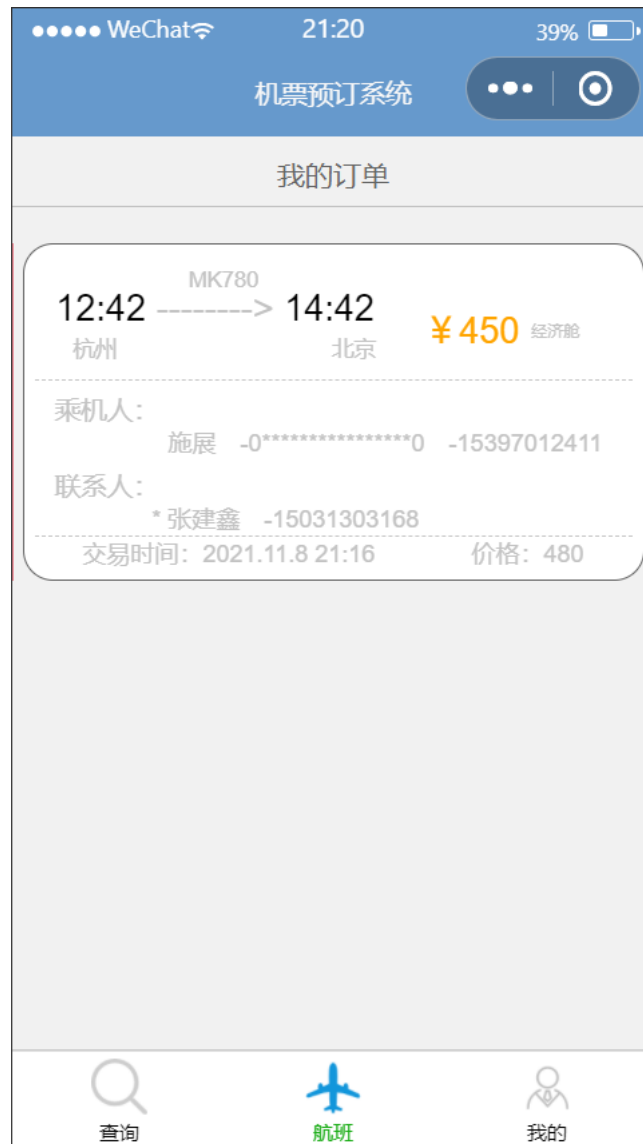 ●●●●● WeChat 21:20 39%
机票预订系统
我的订单
MK780
12:42 --------> 14:42 ¥450 经济舱
杭州 北京
乘机人:
施展 -0****************0 -15397012411
联系人:
* 张建鑫 -15031303168
交易时间: 2021.11.8 21:16 价格: 480
查询 航班 我的